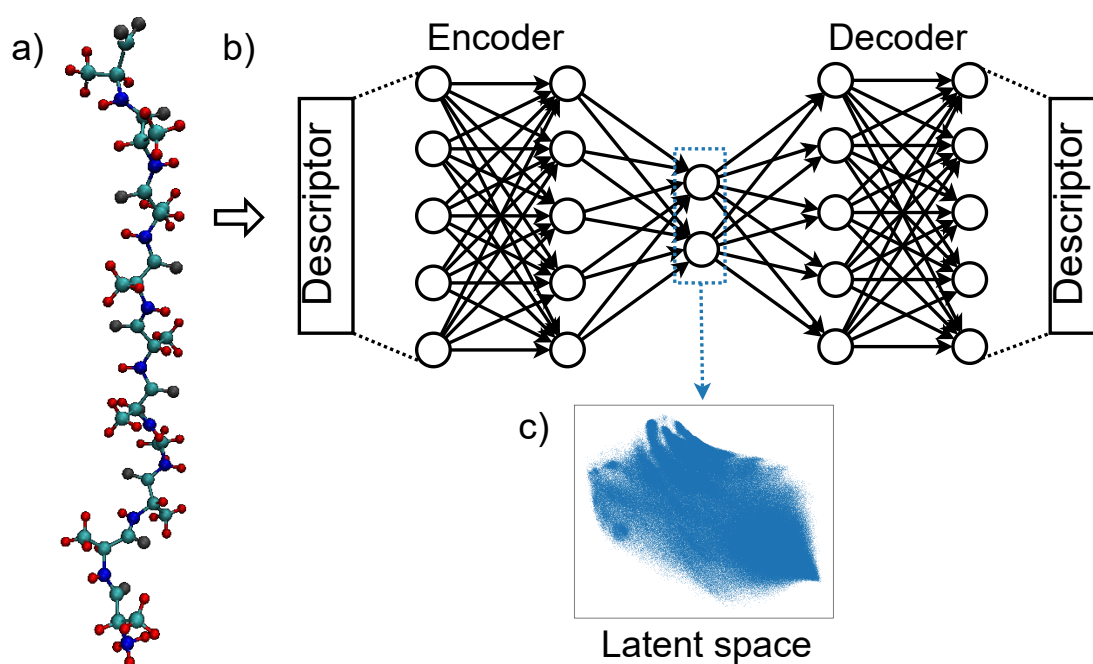 a)
b)
Encoder
Decoder
Descriptor
Descriptor
c)
Latent space